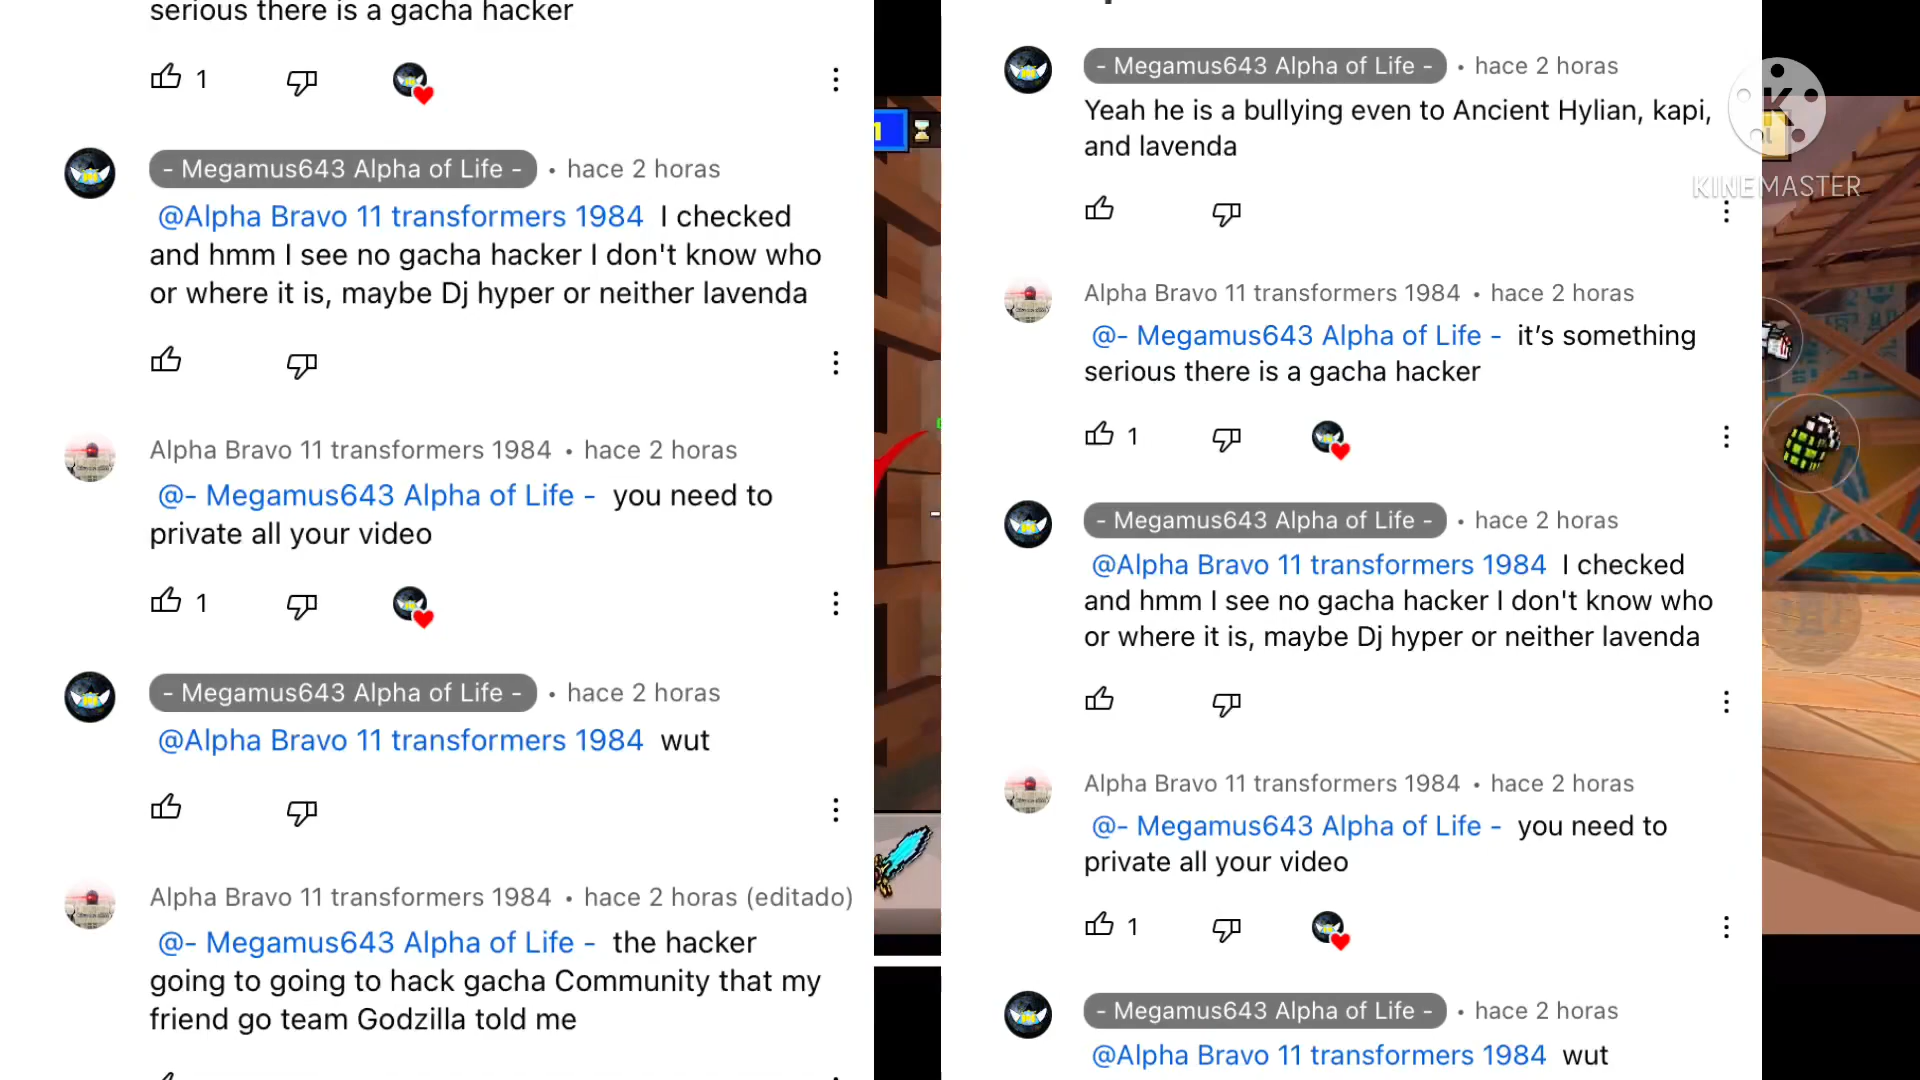 serious there is a gacha hacker
1
- Megamus643 Alpha of Life - • hace 2 horas
@Alpha Bravo 11 transformers 1984 I checked
and hmm I see no gacha hacker I don't know who
or where it is, maybe Dj hyper or neither lavenda
Alpha Bravo 11 transformers 1984 • hace 2 horas
@- Megamus643 Alpha of Life - you need to
private all your video
1
- Megamus643 Alpha of Life - • hace 2 horas
@Alpha Bravo 11 transformers 1984 wut
Alpha Bravo 11 transformers 1984 • hace 2 horas (editado)
@- Megamus643 Alpha of Life - the hacker
going to going to hack gacha Community that my
friend go team Godzilla told me
- Megamus643 Alpha of Life - • hace 2 horas
Yeah he is a bullying even to Ancient Hylian, kapi,
and lavenda
Alpha Bravo 11 transformers 1984 • hace 2 horas
@- Megamus643 Alpha of Life - it’s something
serious there is a gacha hacker
1
- Megamus643 Alpha of Life - • hace 2 horas
@Alpha Bravo 11 transformers 1984 I checked
and hmm I see no gacha hacker I don't know who
or where it is, maybe Dj hyper or neither lavenda
Alpha Bravo 11 transformers 1984 • hace 2 horas
@- Megamus643 Alpha of Life - you need to
private all your video
1
- Megamus643 Alpha of Life - • hace 2 horas
@Alpha Bravo 11 transformers 1984 wut
KINEMASTER